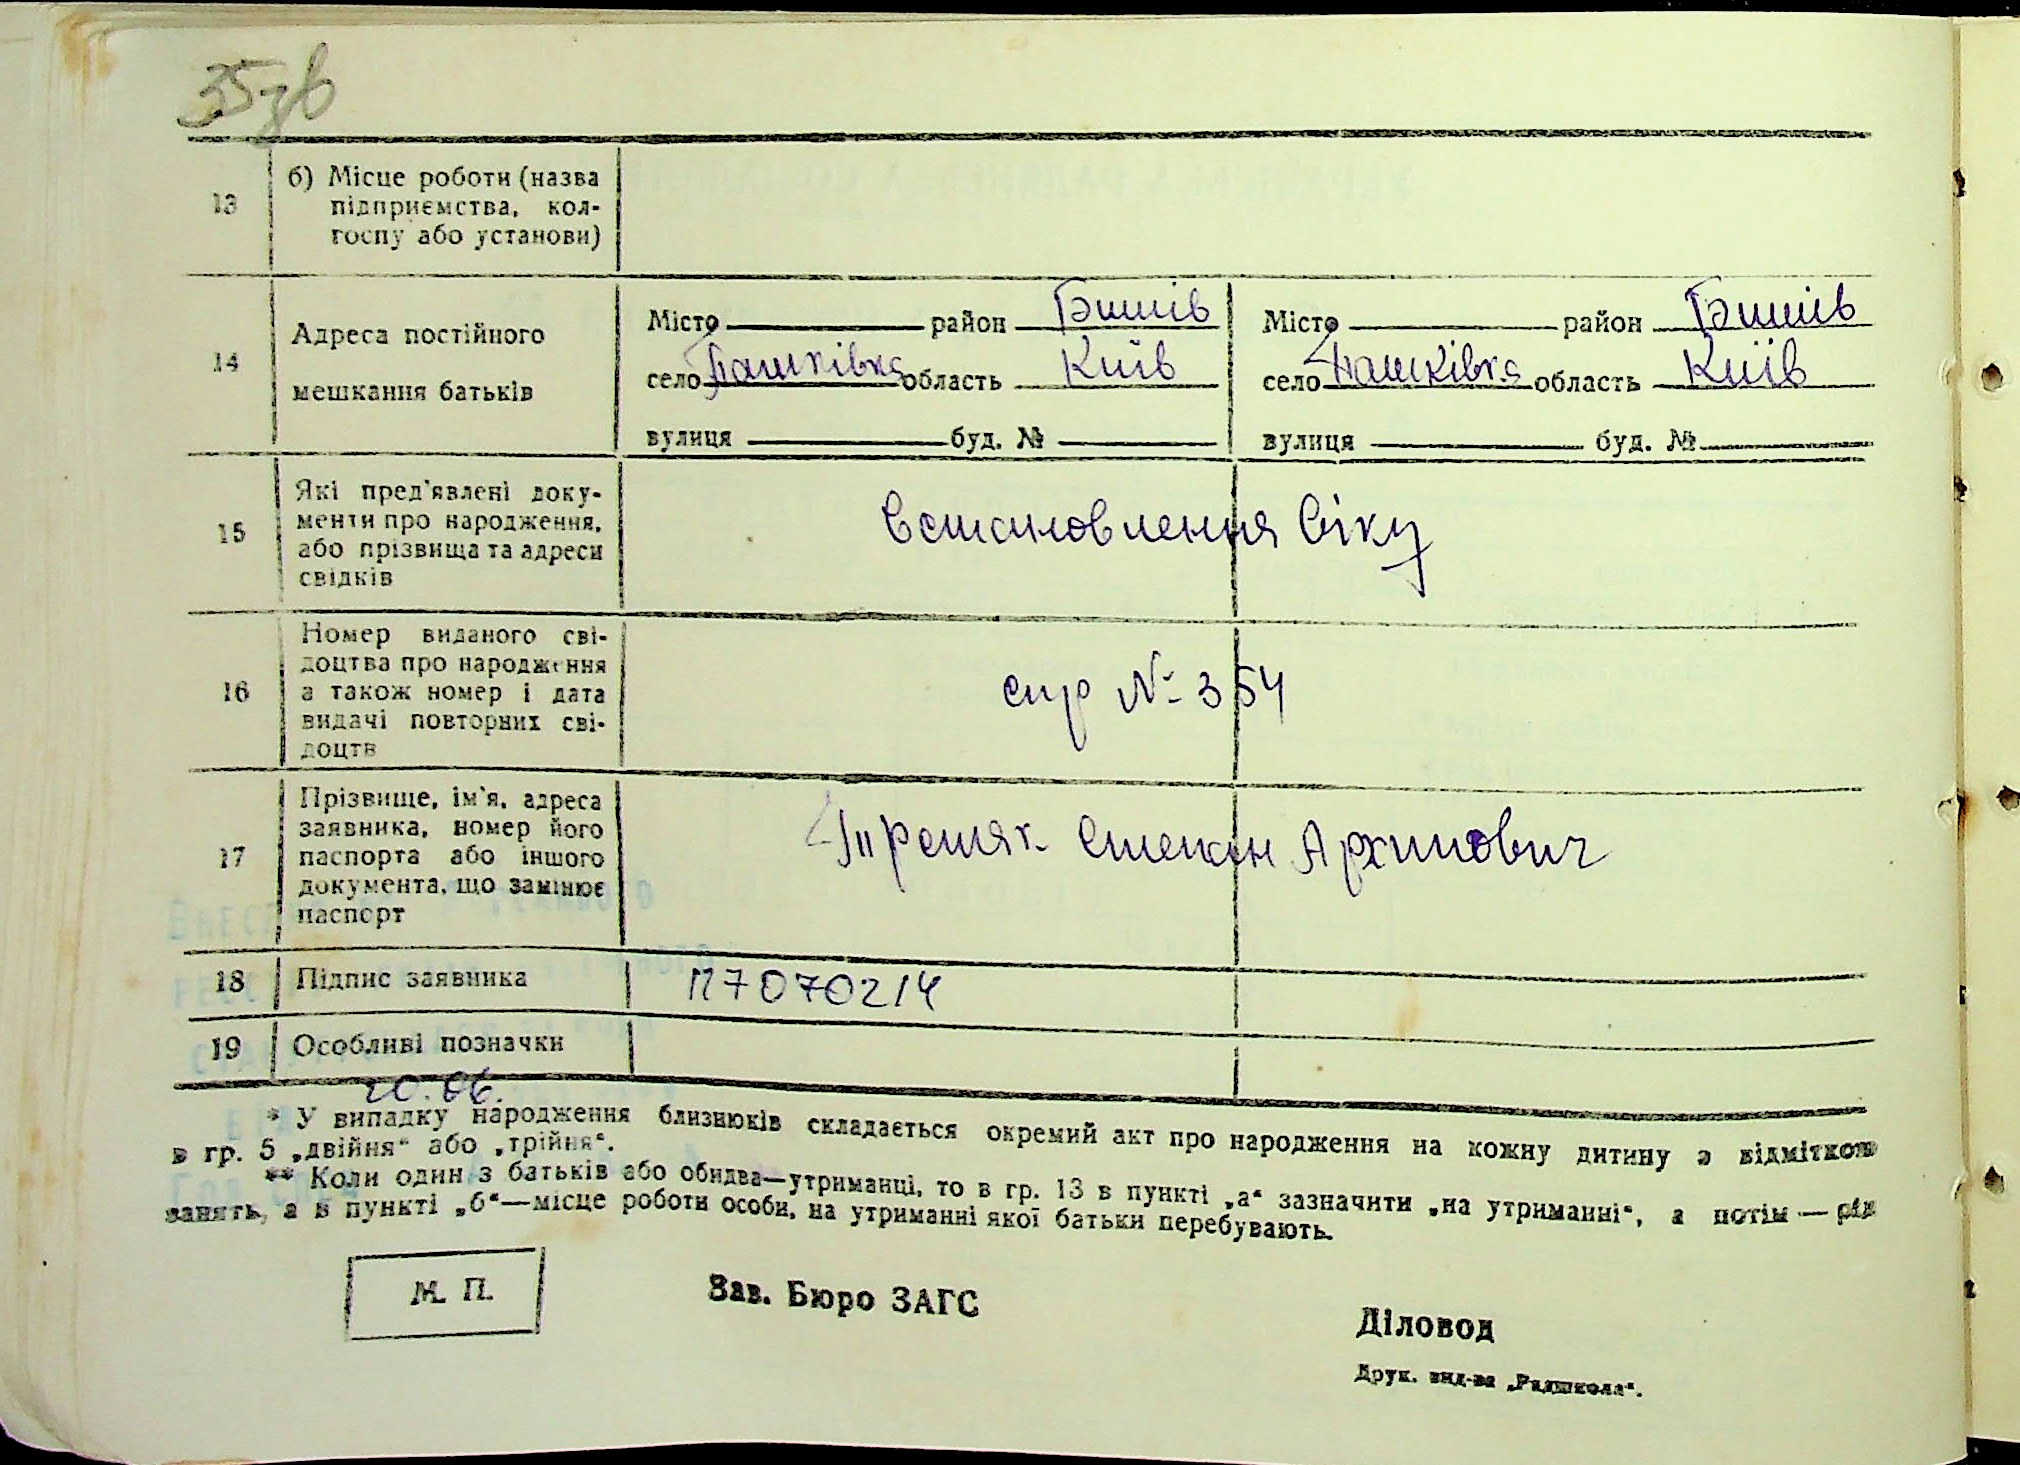 35 зв
13
б) Місце роботи (назва
підприємства, кол-
госпу або установи)
14
Адреса постійного
мешкання батьків
Місто район Бишів
село Пашківка область Київ
вулиця буд. №
Місто район Бишів
село Пашківка область Київ
вулиця буд. №
15
Які пред'явлені доку-
менти про народження,
або прізвища та адреси
свідків
Встановлення віку
16
Номер виданого сві-
доцтва про народження
а також номер і дата
видачі повторних сві-
доцтв
спр № 354
17
Прізвище, ім'я, адреса
заявника, номер його
паспорта або іншого
документа, що замінює
паспорт
Третяк Степан Архипович
18
Підпис заявника
П7070214
19
Особливі позначки
20.06.
* У випадку народження близнюків складається окремий акт про народження на кожну дитину з відміткою
в гр. 5 „двійня“ або „трійня“.
** Коли один з батьків або обидва—утриманці, то в гр. 13 в пункті „а“ зазначити „на утриманні“, а потім — рід
занять, а в пункті „б“—місце роботи особи, на утриманні якої батьки перебувають.
М. П.
Зав. Бюро ЗАГС
Діловод
Друк. вид-ва „Радшкола“.